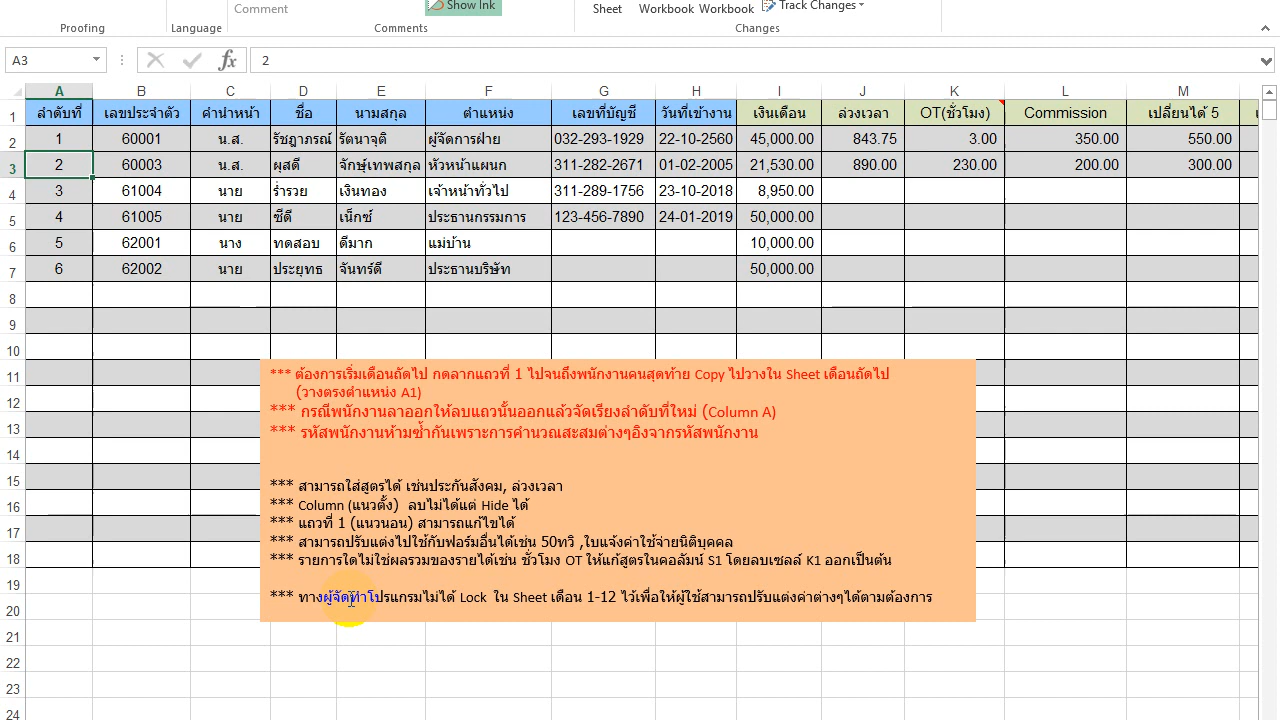 Comment
Show Ink
Sheet
Workbook
Workbook
Track Changes
Proofing
Language
Comments
Changes
A3
fx
2
A B C D E F G H I J K L M
1 ลำดับที่ เลขประจำตัว คำนำหน้า ชื่อ นามสกุล ตำแหน่ง เลขที่บัญชี วันที่เข้างาน เงินเดือน ล่วงเวลา OT(ชั่วโมง) Commission เปลี่ยนได้ 5
2 1 60001 น.ส. รัชฎาภรณ์ รัตนาจุติ ผู้จัดการฝ่าย 032-293-1929 22-10-2560 45,000.00 843.75 3.00 350.00 550.00
3 2 60003 น.ส. ผุสดี จักษุ์เทพสกุล หัวหน้าแผนก 311-282-2671 01-02-2005 21,530.00 890.00 230.00 200.00 300.00
4 3 61004 นาย ร่ำรวย เงินทอง เจ้าหน้าทั่วไป 311-289-1756 23-10-2018 8,950.00
5 4 61005 นาย ซีดี เน็กซ์ ประธานกรรมการ 123-456-7890 24-01-2019 50,000.00
6 5 62001 นาง ทดสอบ ดีมาก แม่บ้าน 10,000.00
7 6 62002 นาย ประยุทธ จันทร์ดี ประธานบริษัท 50,000.00
8
9
10
11
12
13
14
15
16
17
18
19
20
21
22
23
24
*** ต้องการเริ่มเดือนถัดไป กดลากแถวที่ 1 ไปจนถึงพนักงานคนสุดท้าย Copy ไปวางใน Sheet เดือนถัดไป
(วางตรงตำแหน่ง A1)
*** กรณีพนักงานลาออกให้ลบแถวนั้นออกแล้วจัดเรียงลำดับที่ใหม่ (Column A)
*** รหัสพนักงานห้ามซ้ำกันเพราะการคำนวณสะสมต่างๆอิงจากรหัสพนักงาน
*** สามารถใส่สูตรได้ เช่นประกันสังคม, ล่วงเวลา
*** Column (แนวตั้ง) ลบไม่ได้แต่ Hide ได้
*** แถวที่ 1 (แนวนอน) สามารถแก้ไขได้
*** สามารถปรับแต่งไปใช้กับฟอร์มอื่นได้เช่น 50ทวิ ,ใบแจ้งค่าใช้จ่ายนิติบุคคล
*** รายการใดไม่ใช่ผลรวมของรายได้เช่น ชั่วโมง OT ให้แก้สูตรในคอลัมน์ S1 โดยลบเซลล์ K1 ออกเป็นต้น
*** ทางผู้จัดทำโปรแกรมไม่ได้ Lock ใน Sheet เดือน 1-12 ไว้เพื่อให้ผู้ใช้สามารถปรับแต่งค่าต่างๆได้ตามต้องการ